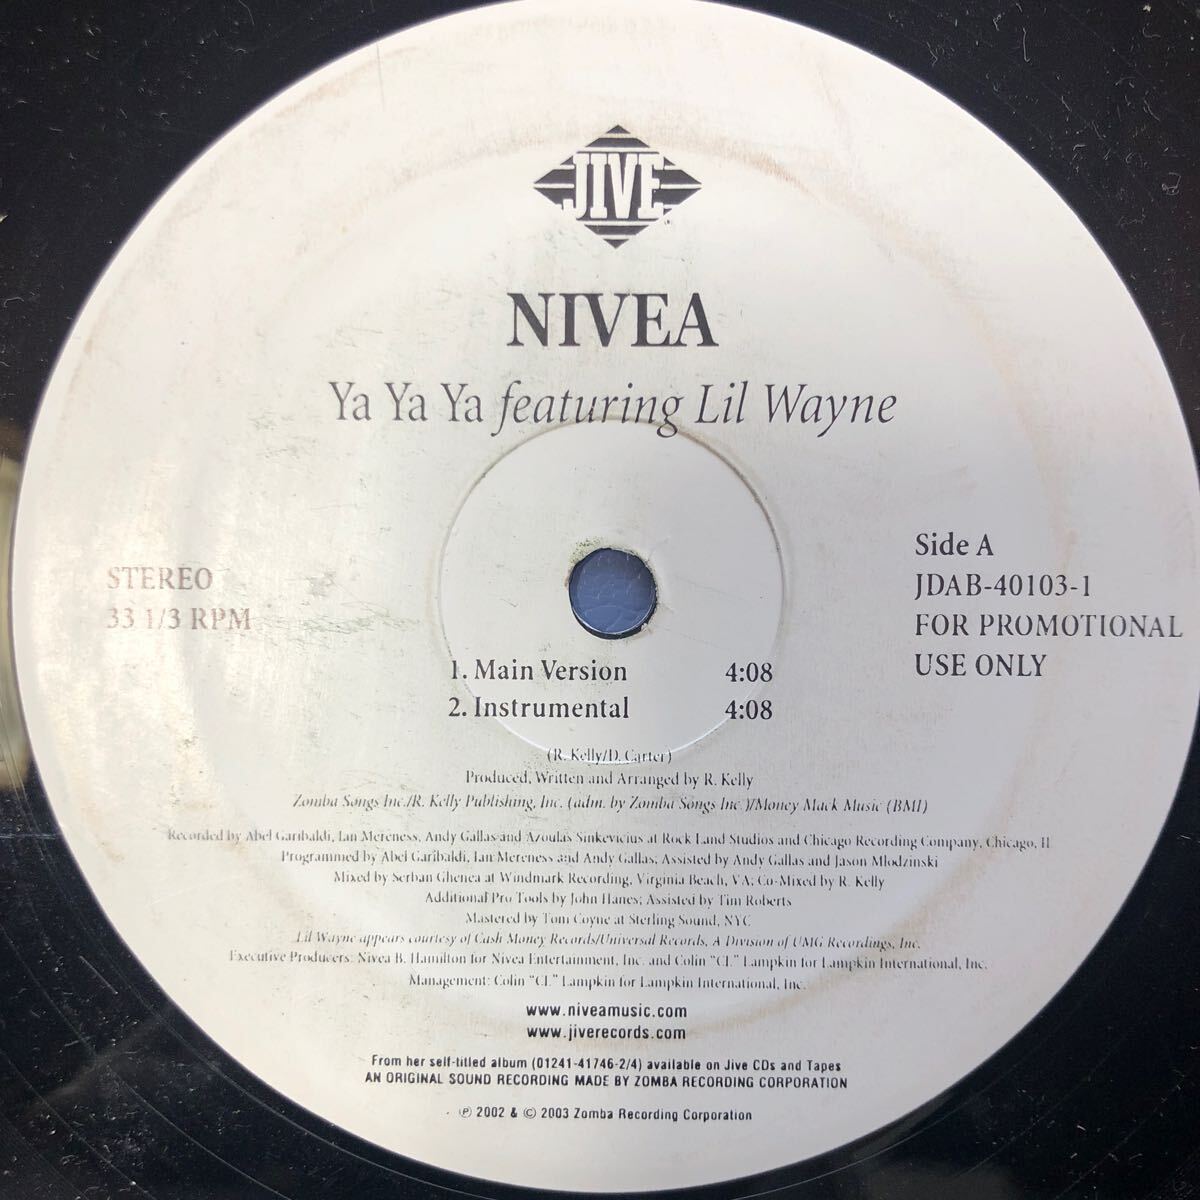 JIVE
NIVEA
Ya Ya Ya featuring Lil Wayne
STEREO
33 1/3 RPM
Side A
JDAB-40103-1
FOR PROMOTIONAL
USE ONLY
1. Main Version 4:08
2. Instrumental 4:08
(R. Kelly/D. Carter)
Produced, Written and Arranged by R. Kelly
Zomba Songs Inc./R. Kelly Publishing, Inc. (adm. by Zomba Songs Inc.)/Money Mack Music (BMI)
Recorded by Abel Garibaldi, Ian Mereness, Andy Gallas and Azoulas Sinkevicius at Rock Land Studios and Chicago Recording Company, Chicago, Il
Programmed by Abel Garibaldi, Ian Mereness and Andy Gallas; Assisted by Andy Gallas and Jason Mlodzinski
Mixed by Serban Ghenea at Windmark Recording, Virginia Beach, VA; Co-Mixed by R. Kelly
Additional Pro Tools by John Hanes; Assisted by Tim Roberts
Mastered by Tom Coyne at Sterling Sound, NYC
Lil Wayne appears courtesy of Cash Money Records/Universal Records, A Division of UMG Recordings, Inc.
Executive Producers: Nivea B. Hamilton for Nivea Entertainment, Inc. and Colin "CL" Lampkin for Lampkin International, Inc.
Management: Colin "CL" Lampkin for Lampkin International, Inc.
www.niveamusic.com
www.jiverecords.com
From her self-titled album (01241-41746-2/4) available on Jive CDs and Tapes
AN ORIGINAL SOUND RECORDING MADE BY ZOMBA RECORDING CORPORATION
℗ 2002 & © 2003 Zomba Recording Corporation